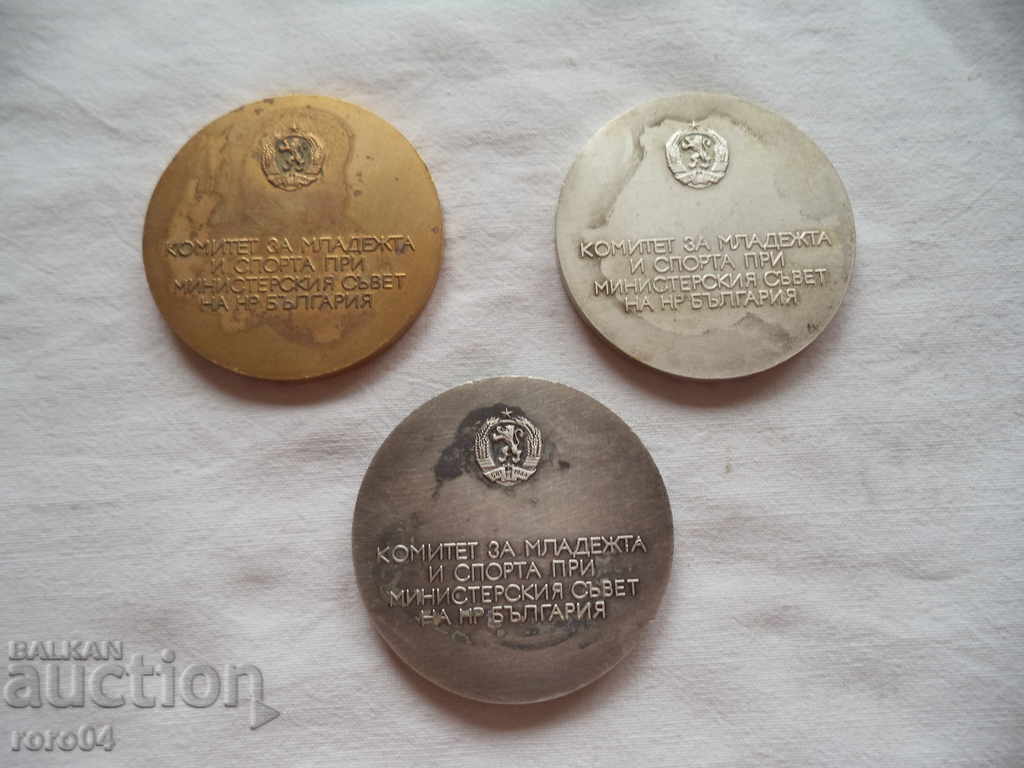 КОМИТЕТ ЗА МЛАДЕЖТА
И СПОРТА ПРИ
МИНИСТЕРСКИЯ СЪВЕТ
НА НР БЪЛГАРИЯ
КОМИТЕТ ЗА МЛАДЕЖТА
И СПОРТА ПРИ
МИНИСТЕРСКИЯ СЪВЕТ
НА НР БЪЛГАРИЯ
КОМИТЕТ ЗА МЛАДЕЖТА
И СПОРТА ПРИ
МИНИСТЕРСКИЯ СЪВЕТ
НА НР БЪЛГАРИЯ
BALKAN
auction
roro04